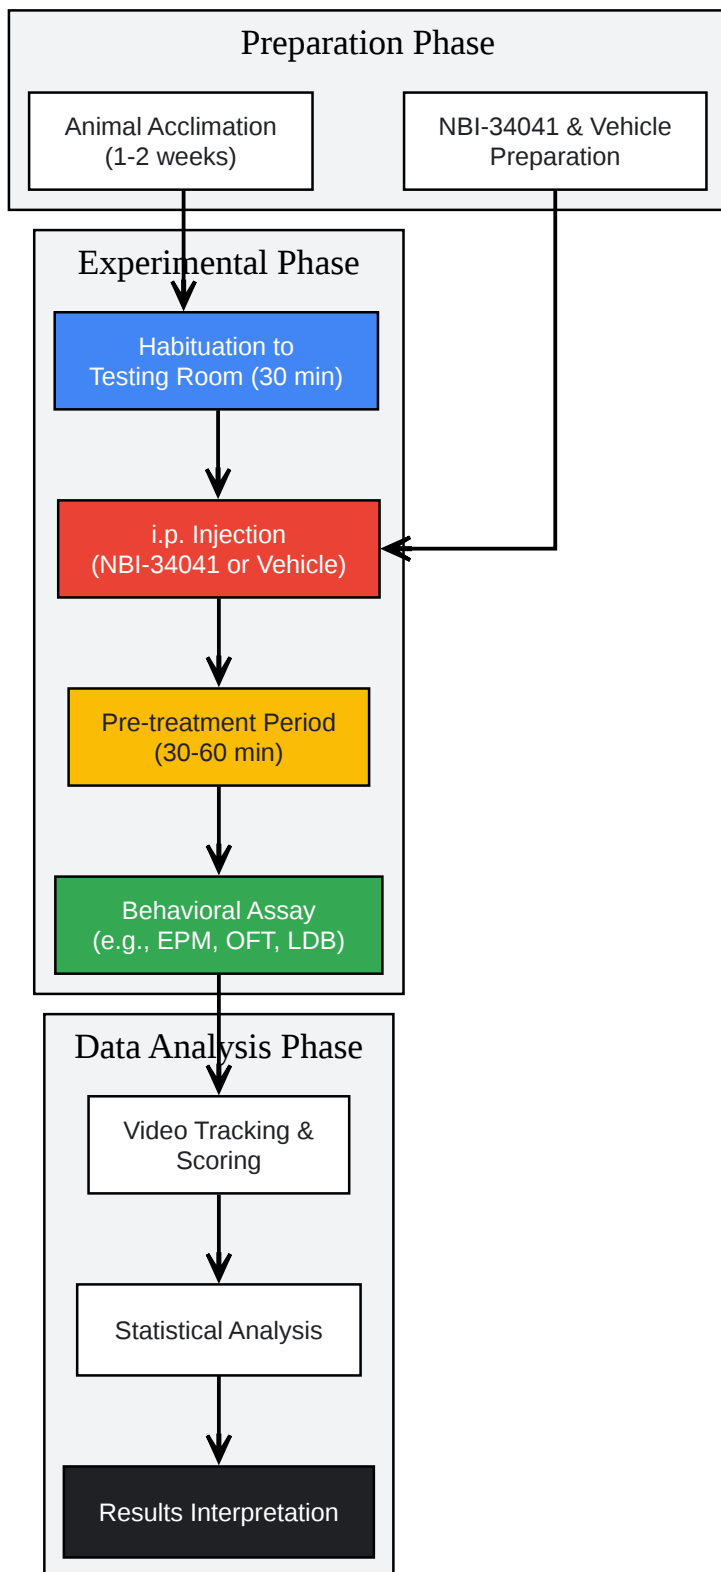 Preparation Phase
Animal Acclimation
(1-2 weeks)
NBI-34041 & Vehicle
Preparation
Experimental Phase
Habituation to
Testing Room (30 min)
i.p. Injection
(NBI-34041 or Vehicle)
Pre-treatment Period
(30-60 min)
Behavioral Assay
(e.g., EPM, OFT, LDB)
Data Analysis Phase
Video Tracking &
Scoring
Statistical Analysis
Results Interpretation